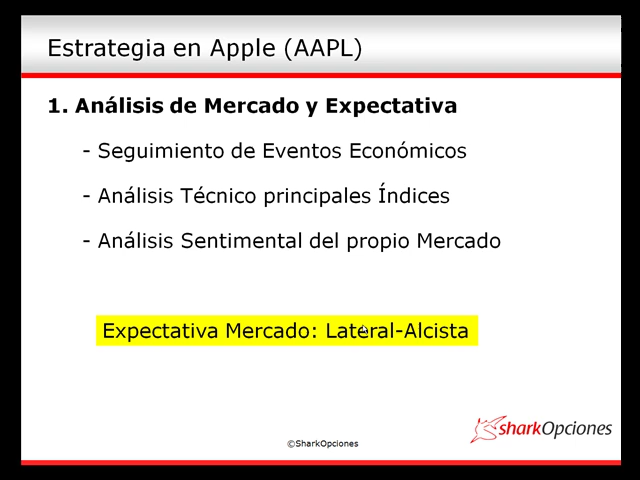 Estrategia en Apple (AAPL)
1. Análisis de Mercado y Expectativa
- Seguimiento de Eventos Económicos
- Análisis Técnico principales Índices
- Análisis Sentimental del propio Mercado
Expectativa Mercado: Lateral-Alcista
sharkOpciones
©SharkOpciones